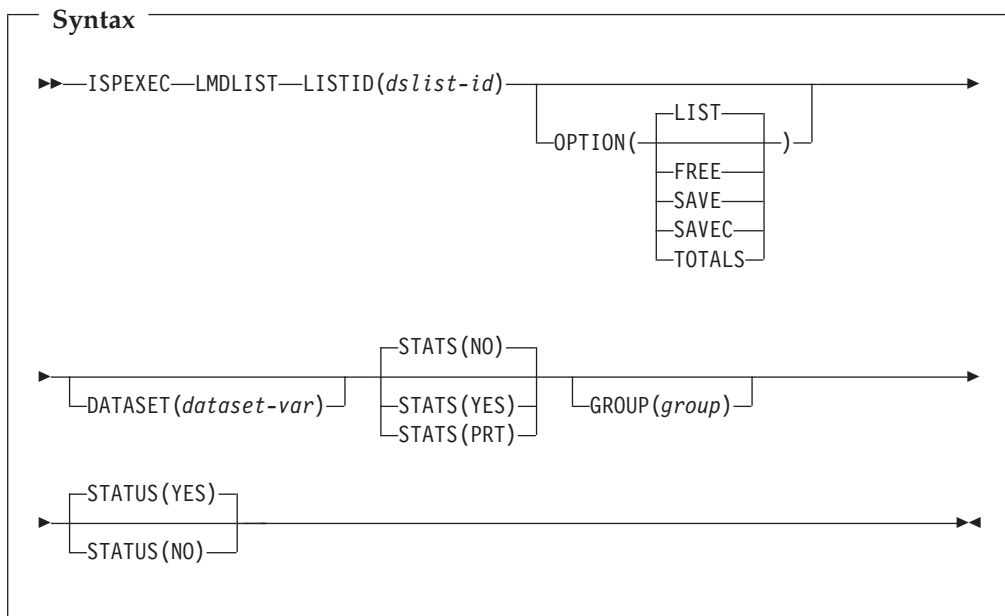 Syntax
►►—ISPEXEC—LMDLIST—LISTID(dslist-id)
LIST
OPTION( )
FREE
SAVE
SAVEC
TOTALS
STATS(NO)
DATASET(dataset-var) STATS(YES) GROUP(group)
STATS(PRT)
STATUS(YES)
STATUS(NO)